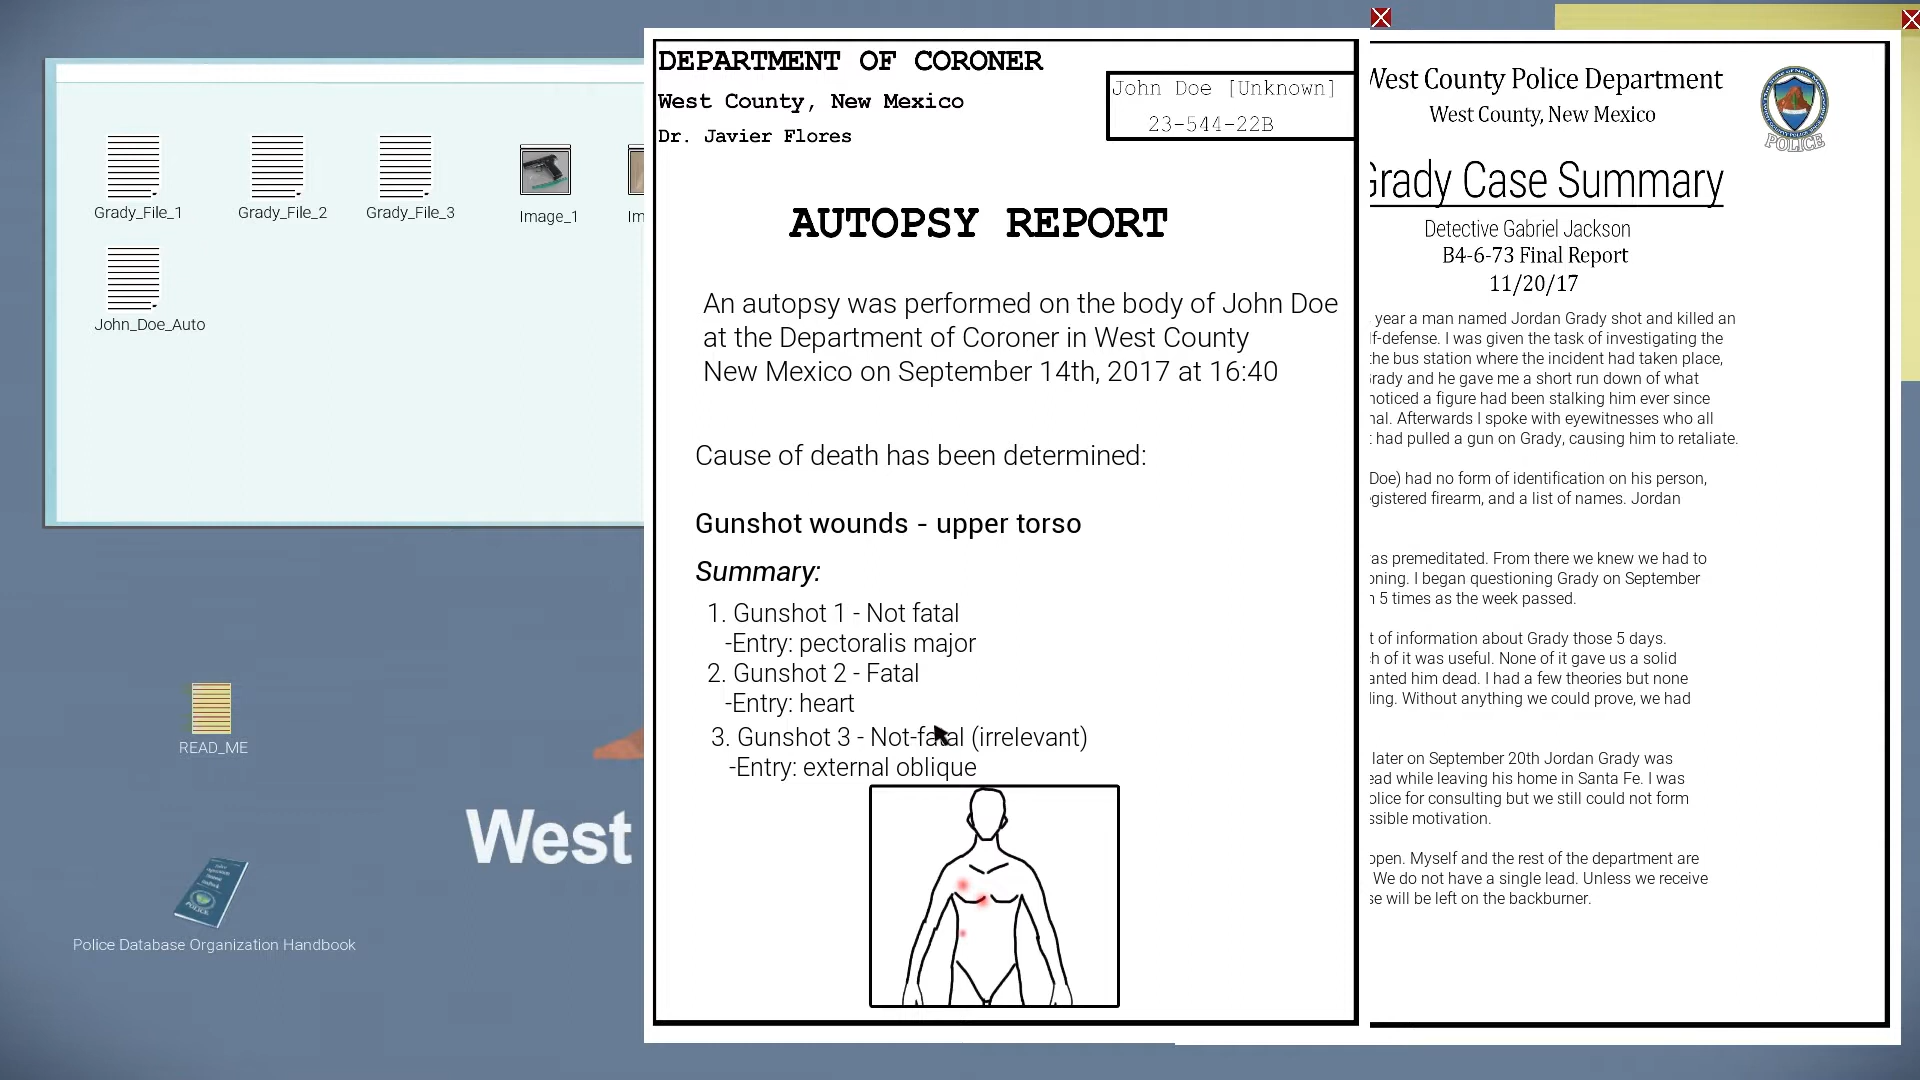 Grady_File_1
Grady_File_2
Grady_File_3
Image_1
Im
John_Doe_Auto
READ_ME
Police Database Organization Handbook
West
DEPARTMENT OF CORONER
West County, New Mexico
Dr. Javier Flores
John Doe [Unknown]
23-544-22B
AUTOPSY REPORT
An autopsy was performed on the body of John Doe
at the Department of Coroner in West County
New Mexico on September 14th, 2017 at 16:40
Cause of death has been determined:
Gunshot wounds - upper torso
Summary:
1. Gunshot 1 - Not fatal
-Entry: pectoralis major
2. Gunshot 2 - Fatal
-Entry: heart
3. Gunshot 3 - Not-fatal (irrelevant)
-Entry: external oblique
West County Police Department
West County, New Mexico
POLICE
Grady Case Summary
Detective Gabriel Jackson
B4-6-73 Final Report
11/20/17
year a man named Jordan Grady shot and killed an
lf-defense. I was given the task of investigating the
the bus station where the incident had taken place,
Grady and he gave me a short run down of what
noticed a figure had been stalking him ever since
nal. Afterwards I spoke with eyewitnesses who all
t had pulled a gun on Grady, causing him to retaliate.
Doe) had no form of identification on his person,
egistered firearm, and a list of names. Jordan
as premeditated. From there we knew we had to
oning. I began questioning Grady on September
n 5 times as the week passed.
t of information about Grady those 5 days.
ch of it was useful. None of it gave us a solid
anted him dead. I had a few theories but none
ling. Without anything we could prove, we had
later on September 20th Jordan Grady was
ead while leaving his home in Santa Fe. I was
olice for consulting but we still could not form
ssible motivation.
open. Myself and the rest of the department are
We do not have a single lead. Unless we receive
se will be left on the backburner.